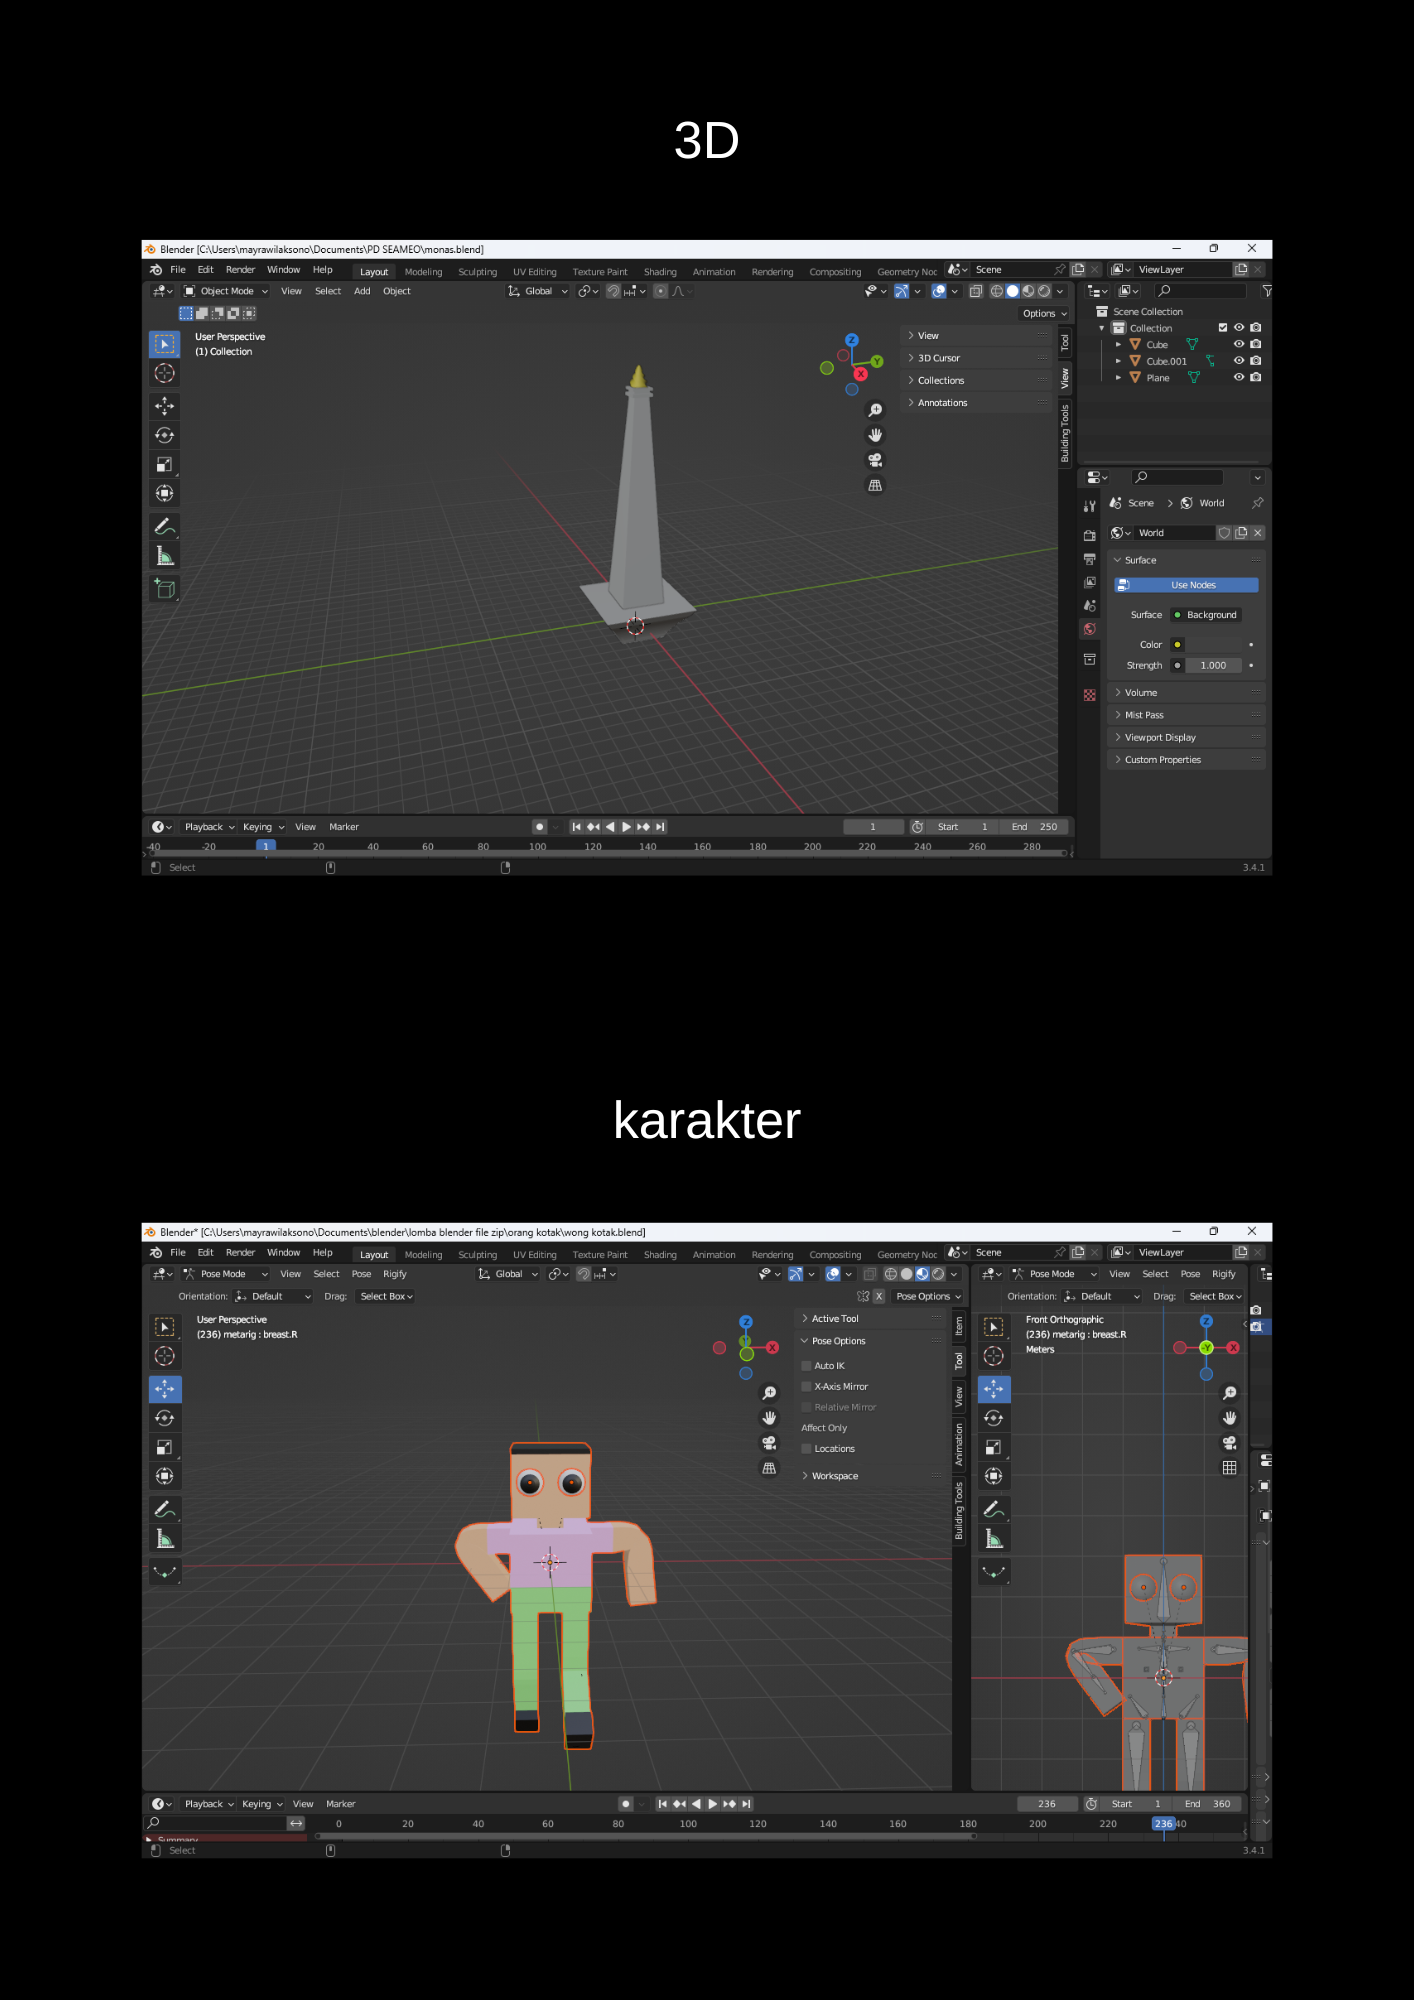 3D
Blender [C:\Users\mayrawilaksono\Documents\PD SEAMEO\monas.blend]
File Edit Render Window Help Layout Modeling Sculpting UV Editing Texture Paint Shading Animation Rendering Compositing Geometry Noc Scene ViewLayer
Object Mode View Select Add Object Global
Options
User Perspective
(1) Collection
View
3D Cursor
Collections
Annotations
Tool
View
Building Tools
Z
Y
X
Scene Collection
Collection
Cube
Cube.001
Plane
Scene World
World
Surface
Use Nodes
Surface Background
Color
Strength 1.000
Volume
Mist Pass
Viewport Display
Custom Properties
Playback Keying View Marker 1 Start 1 End 250
-40 -20 1 20 40 60 80 100 120 140 160 180 200 220 240 260 280
Select 3.4.1
karakter
Blender* [C:\Users\mayrawilaksono\Documents\blender\lomba blender file zip\orang kotak\wong kotak.blend]
File Edit Render Window Help Layout Modeling Sculpting UV Editing Texture Paint Shading Animation Rendering Compositing Geometry Noc Scene ViewLayer
Pose Mode View Select Pose Rigify Global Pose Mode View Select Pose Rigify
Orientation: Default Drag: Select Box X Pose Options Orientation: Default Drag: Select Box
User Perspective
(236) metarig : breast.R
Active Tool
Pose Options
Auto IK
X-Axis Mirror
Relative Mirror
Affect Only
Locations
Workspace
Item
Tool
View
Animation
Building Tools
Z
X
Front Orthographic
(236) metarig : breast.R
Meters
Z
Y
X
Playback Keying View Marker 236 Start 1 End 360
0 20 40 60 80 100 120 140 160 180 200 220 236 40
Summary
Select 3.4.1